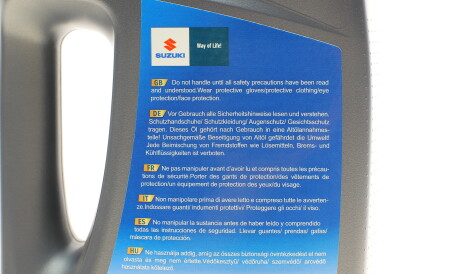 SUZUKI
Way of Life!
GB Do not handle until all safety precautions have been read
and understood.Wear protective gloves/protective clothing/eye
protection/face protection.
DE Vor Gebrauch alle Sicherheitshinweise lesen und verstehen.
Schutzhandschuhe/ Schutzkleidung/ Augenschutz/ Gesichtsschutz
tragen. Dieses Öl gehört nach Gebrauch in eine Altölannahmes-
telle! Unsachgemäße Beseitigung von Altöl gefährdet die Umwelt!
Jede Beimischung von Fremdstoffen wie Lösemitteln, Brems- und
Kühlflüssigkeiten ist verboten.
FR Ne pas manipuler avant d'avoir lu et compris toutes les précau-
tions de sécurité.Porter des gants de protection/des vêtements de
protection/un équipement de protection des yeux/du visage.
IT Non manipolare prima di avere letto e compreso tutte le avverten-
ze.Indossare guanti/ indumenti protettivi/ Proteggere gli occhi/ il viso.
ES No manipular la sustancia antes de haber leído y comprendido
todas las instrucciones de seguridad. Llevar guantes/ prendas/ gafas/
máscara de protección.
HU Ne használja addig, amíg az összes biztonsági óvintézkedést el nem
olvasta és meg nem értette.Védőkesztyű/ védőruha/ szemvédő/ arcvédő
használata kötelező